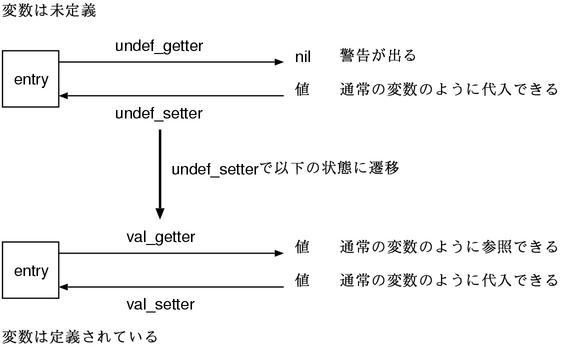 変数は未定義
undef_getter
entry
nil 警告が出る
値 通常の変数のように代入できる
undef_setter
undef_setterで以下の状態に遷移
val_getter
entry
値 通常の変数のように参照できる
値 通常の変数のように代入できる
val_setter
変数は定義されている